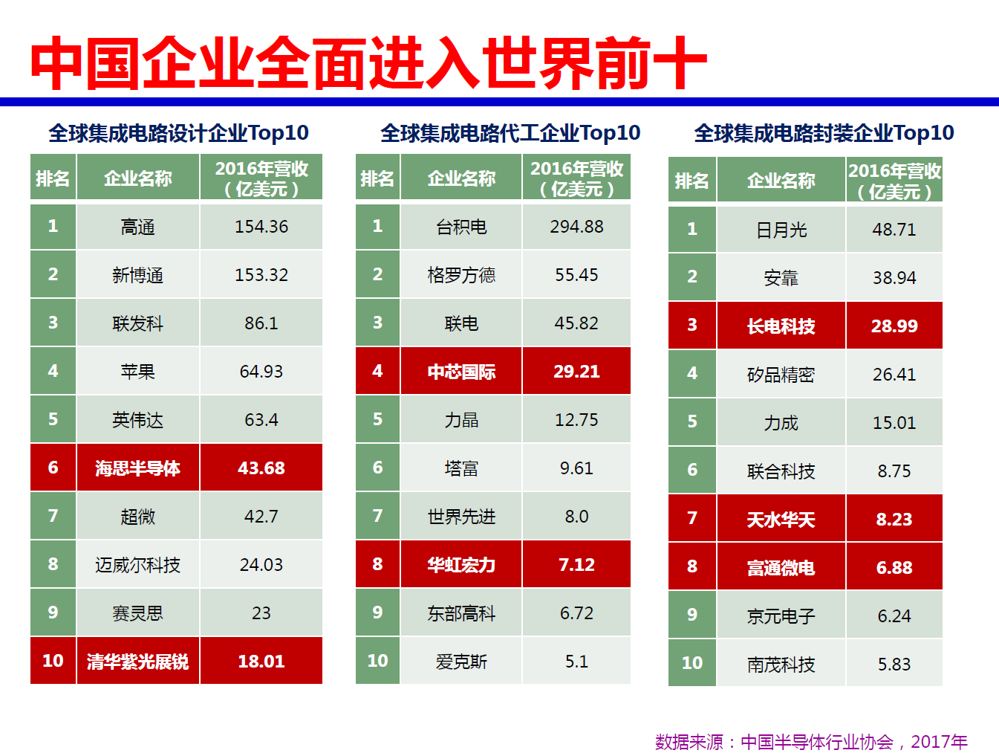 中国企业全面进入世界前十
全球集成电路设计企业Top10
排名 企业名称 2016年营收
（亿美元）
1 高通 154.36
2 新博通 153.32
3 联发科 86.1
4 苹果 64.93
5 英伟达 63.4
6 海思半导体 43.68
7 超微 42.7
8 迈威尔科技 24.03
9 赛灵思 23
10 清华紫光展锐 18.01
全球集成电路代工企业Top10
排名 企业名称 2016年营收
（亿美元）
1 台积电 294.88
2 格罗方德 55.45
3 联电 45.82
4 中芯国际 29.21
5 力晶 12.75
6 塔富 9.61
7 世界先进 8.0
8 华虹宏力 7.12
9 东部高科 6.72
10 爱克斯 5.1
全球集成电路封装企业Top10
排名 企业名称 2016年营收
（亿美元）
1 日月光 48.71
2 安靠 38.94
3 长电科技 28.99
4 矽品精密 26.41
5 力成 15.01
6 联合科技 8.75
7 天水华天 8.23
8 富通微电 6.88
9 京元电子 6.24
10 南茂科技 5.83
数据来源：中国半导体行业协会，2017年